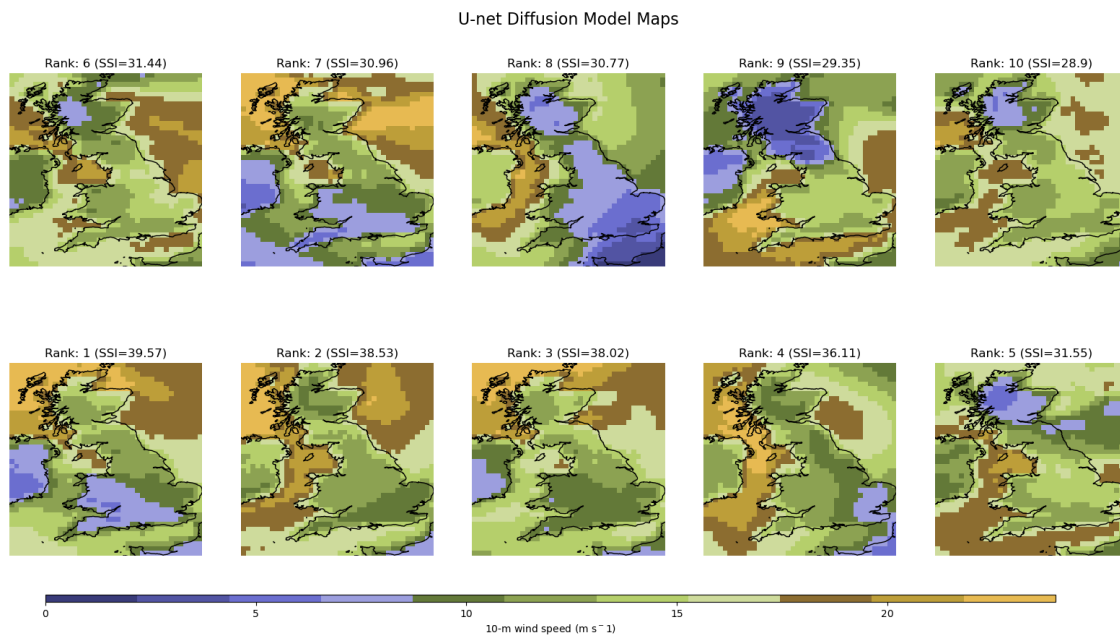 U-net Diffusion Model Maps
Rank: 6 (SSI=31.44)
Rank: 7 (SSI=30.96)
Rank: 8 (SSI=30.77)
Rank: 9 (SSI=29.35)
Rank: 10 (SSI=28.9)
Rank: 1 (SSI=39.57)
Rank: 2 (SSI=38.53)
Rank: 3 (SSI=38.02)
Rank: 4 (SSI=36.11)
Rank: 5 (SSI=31.55)
0 5 10 15 20
10-m wind speed (m s − 1)